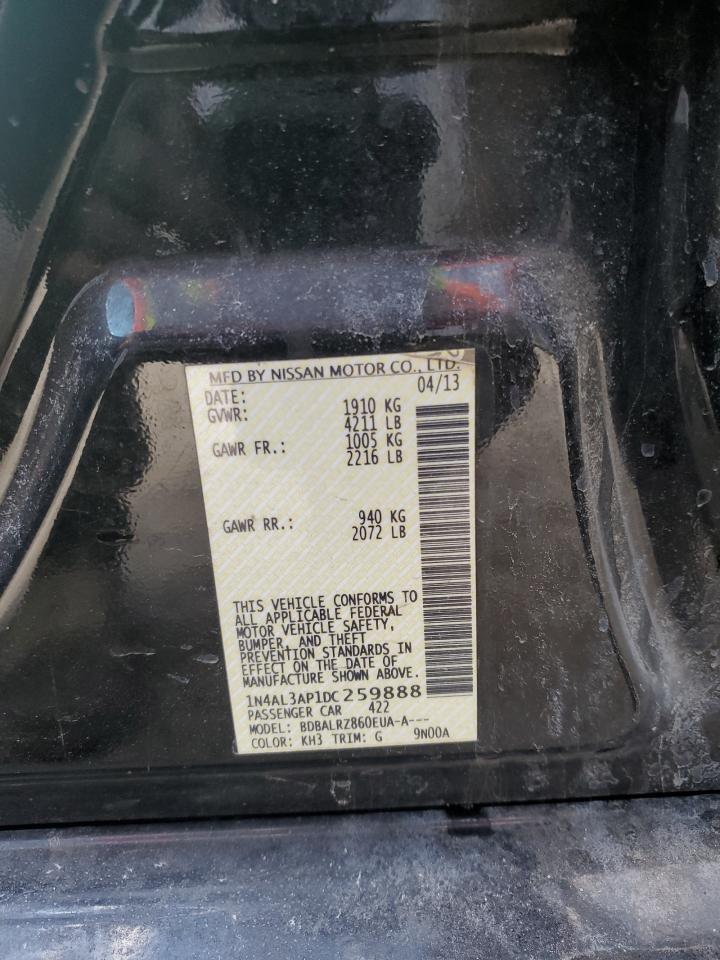 MFD BY NISSAN MOTOR CO., LTD.
DATE: 04/13
GVWR: 1910 KG
4211 LB
GAWR FR.: 1005 KG
2216 LB
GAWR RR.: 940 KG
2072 LB
THIS VEHICLE CONFORMS TO
ALL APPLICABLE FEDERAL
MOTOR VEHICLE SAFETY,
BUMPER, AND THEFT
PREVENTION STANDARDS IN
EFFECT ON THE DATE OF
MANUFACTURE SHOWN ABOVE.
1N4AL3AP1DC259888
PASSENGER CAR 422
MODEL: BDBALRZ860EUA-A---
COLOR: KH3 TRIM: G 9N00A